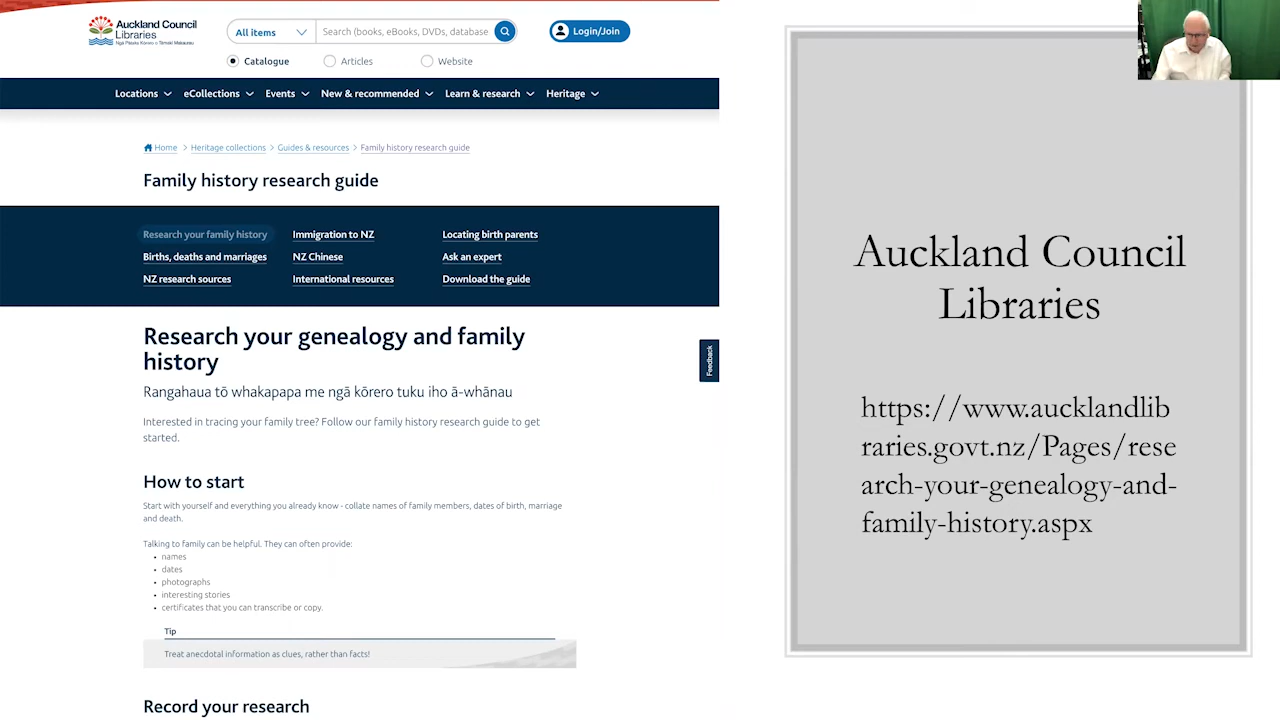 Auckland Council
Libraries
Ngā Pātaka Kōrero o Tāmaki Makaurau
All items
Search (books, eBooks, DVDs, database
Login/Join
Catalogue
Articles
Website
Locations
eCollections
Events
New & recommended
Learn & research
Heritage
Home > Heritage collections > Guides & resources > Family history research guide
Family history research guide
Research your family history
Immigration to NZ
Locating birth parents
Births, deaths and marriages
NZ Chinese
Ask an expert
NZ research sources
International resources
Download the guide
Research your genealogy and family
history
Rangahaua tō whakapapa me ngā kōrero tuku iho ā-whānau
Interested in tracing your family tree? Follow our family history research guide to get
started.
How to start
Start with yourself and everything you already know - collate names of family members, dates of birth, marriage
and death.
Talking to family can be helpful. They can often provide:
• names
• dates
• photographs
• interesting stories
• certificates that you can transcribe or copy.
Tip
Treat anecdotal information as clues, rather than facts!
Record your research
Feedback
Auckland Council
Libraries
https://www.aucklandlib
raries.govt.nz/Pages/rese
arch-your-genealogy-and-
family-history.aspx